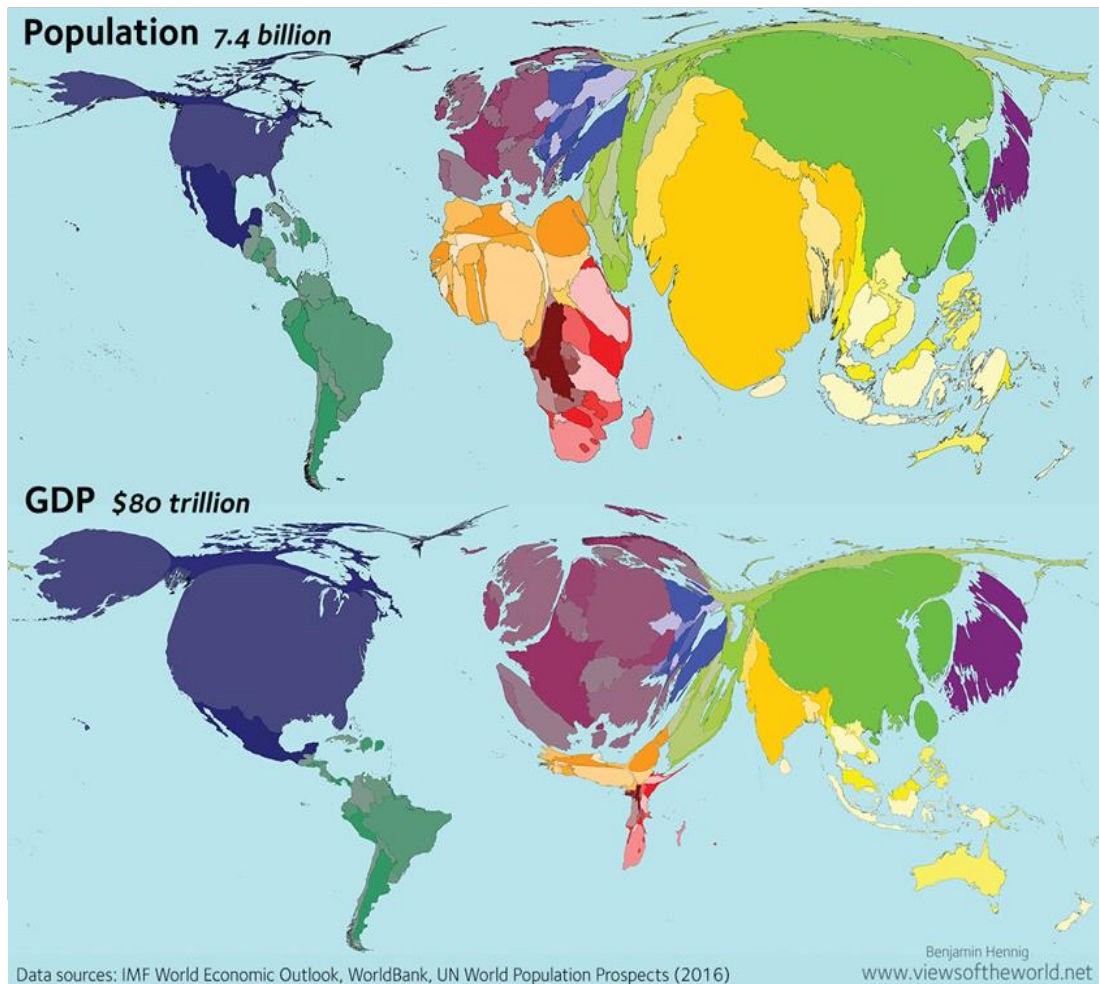 Population 7.4 billion
GDP $80 trillion
Benjamin Hennig
Data sources: IMF World Economic Outlook, WorldBank, UN World Population Prospects (2016)
www.viewsoftheworld.net